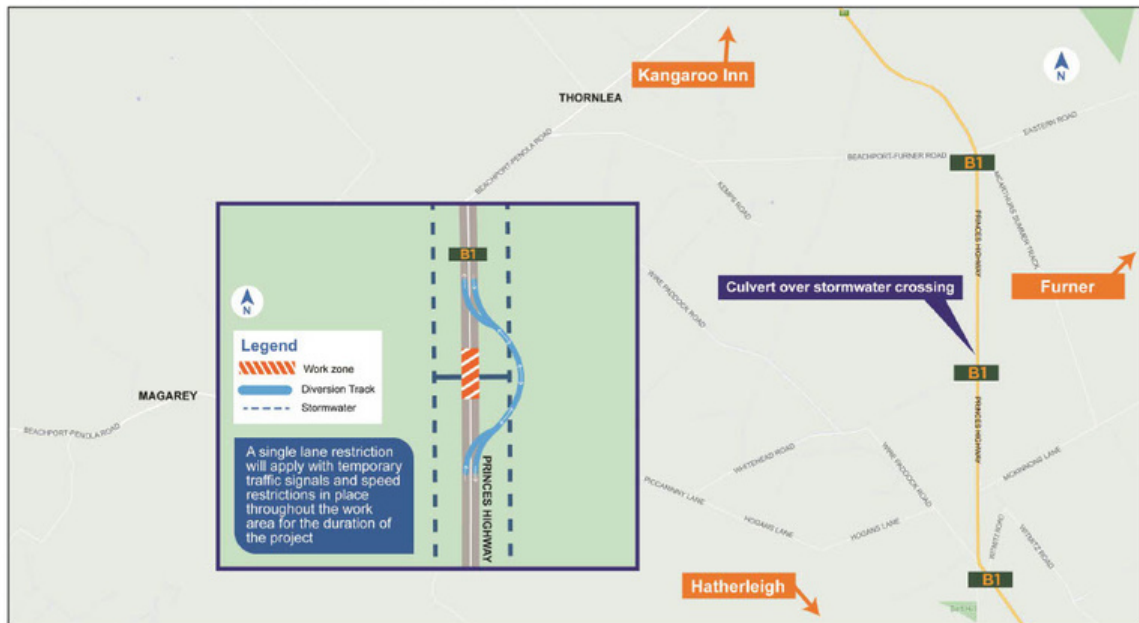 Kangaroo Inn
N
THORNLEA
EASTERN ROAD
BEACHPORT-PENOLA ROAD
BEACHPORT-FURNER ROAD
B1
KEMPS ROAD
MCARTHURS SUMMER TRACK
PRINCES HIGHWAY
B1
WIRE PADDOCK ROAD
Culvert over stormwater crossing
Furner
N
Legend
Work zone
Diversion Track
Stormwater
B1
MAGAREY
BEACHPORT-PENOLA ROAD
A single lane restriction
will apply with temporary
traffic signals and speed
restrictions in place
throughout the work
area for the duration of
the project
PRINCES HIGHWAY
PRINCES HIGHWAY
WHITEHEAD ROAD
WIRE PADDOCK ROAD
MCKINNONS LANE
PICCANINNY LANE
HOGANS LANE
HOGANS LANE
B1
Hatherleigh